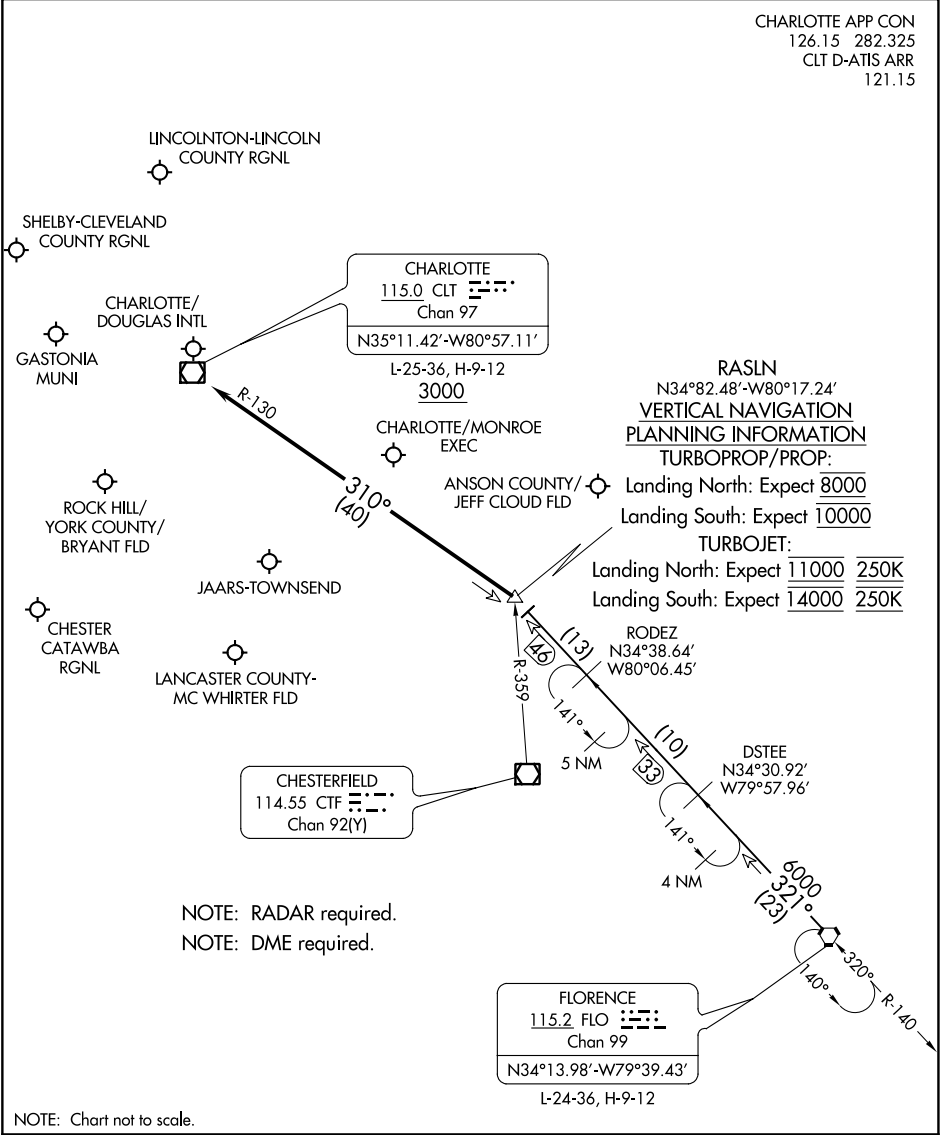 CHARLOTTE APP CON
126.15 282.325
CLT D-ATIS ARR
121.15
LINCOLNTON-LINCOLN
COUNTY RGNL
SHELBY-CLEVELAND
COUNTY RGNL
CHARLOTTE/
DOUGLAS INTL
GASTONIA
MUNI
CHARLOTTE
115.0 CLT
Chan 97
N35°11.42'-W80°57.11'
L-25-36, H-9-12
3000
R-130
310°
(40)
CHARLOTTE/MONROE
EXEC
ANSON COUNTY/
JEFF CLOUD FLD
RASLN
N34°82.48'-W80°17.24'
VERTICAL NAVIGATION
PLANNING INFORMATION
TURBOPROP/PROP:
Landing North: Expect 8000
Landing South: Expect 10000
TURBOJET:
Landing North: Expect 11000 250K
Landing South: Expect 14000 250K
ROCK HILL/
YORK COUNTY/
BRYANT FLD
JAARS-TOWNSEND
CHESTER
CATAWBA
RGNL
LANCASTER COUNTY-
MC WHIRTER FLD
R-359
46
(13)
RODEZ
N34°38.64'
W80°06.45'
141°
5 NM
33
(10)
DSTEE
N34°30.92'
W79°57.96'
141°
4 NM
CHESTERFIELD
114.55 CTF
Chan 92(Y)
6000
321°
(23)
NOTE: RADAR required.
NOTE: DME required.
140°
320°
R-140
FLORENCE
115.2 FLO
Chan 99
N34°13.98'-W79°39.43'
L-24-36, H-9-12
NOTE: Chart not to scale.